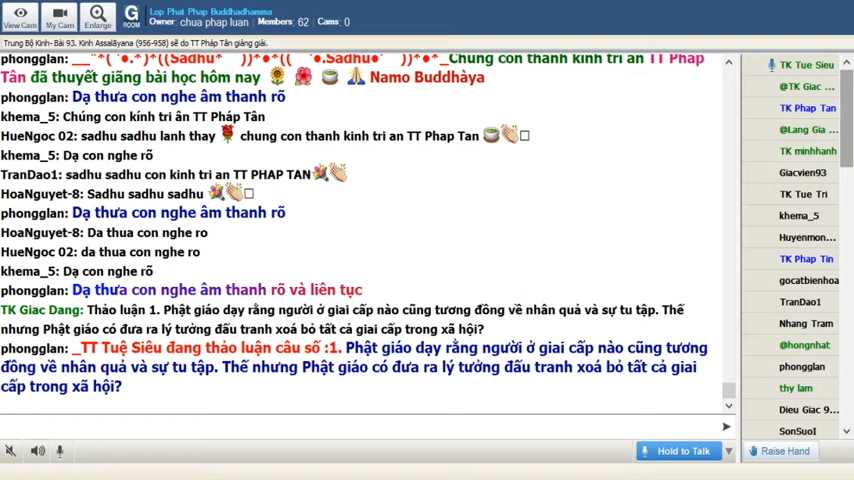 Lop Phat Phap Buddhadhamma
Owner: chua phap luan Members: 62 Cams: 0
View Cam
My Cam
Enlarge
G
ROOM
Trung Bộ Kinh- Bài 93. Kinh Assalāyana (956-958) sẽ do TT Pháp Tân giảng giải.
phongglan: __"*•(¨*•.¸*)*((Sadhu*¨¨))*•●*•((¨¨*●.Sadhu●*¨¨))*•●*•_Chúng con thành kính tri ân TT Pháp
Tân đã thuyết giãng bài học hôm nay Namo Buddhàya
phongglan: Dạ thưa con nghe âm thanh rõ
khema_5: Chúng con kính tri ân TT Pháp Tân
HueNgoc 02: sadhu sadhu lanh thay chung con thanh kinh tri an TT Phap Tan
khema_5: Dạ con nghe rõ
TranDao1: sadhu sadhu con kinh tri an TT PHAP TAN
HoaNguyet-8: Sadhu sadhu sadhu
phongglan: Dạ thưa con nghe âm thanh rõ
HoaNguyet-8: Da thua con nghe ro
HueNgoc 02: da thua con nghe ro
khema_5: Dạ con nghe rõ
phongglan: Dạ thưa con nghe âm thanh rõ và liên tục
TK Giac Dang: Thảo luận 1. Phật giáo dạy rằng người ở giai cấp nào cũng tương đồng về nhân quả và sự tu tập. Thế
nhưng Phật giáo có đưa ra lý tưởng đấu tranh xoá bỏ tất cả giai cấp trong xã hội?
phongglan: _TT Tuệ Siêu đang thảo luận câu số :1. Phật giáo dạy rằng người ở giai cấp nào cũng tương
đồng về nhân quả và sự tu tập. Thế nhưng Phật giáo có đưa ra lý tưởng đấu tranh xoá bỏ tất cả giai
cấp trong xã hội?
TK Tue Sieu
@TK Giac ...
TK Phap Tan
@Lang Gia ...
TK minhhanh
Giacvien93
TK Tue Tri
khema_5
Huyenmon...
TK Phap Tin
gocatbienhoa
TranDao1
Nhang Tram
@hongnhat
phongglan
thy lam
Dieu Giac 9...
SonSuoI
Hold to Talk
Raise Hand